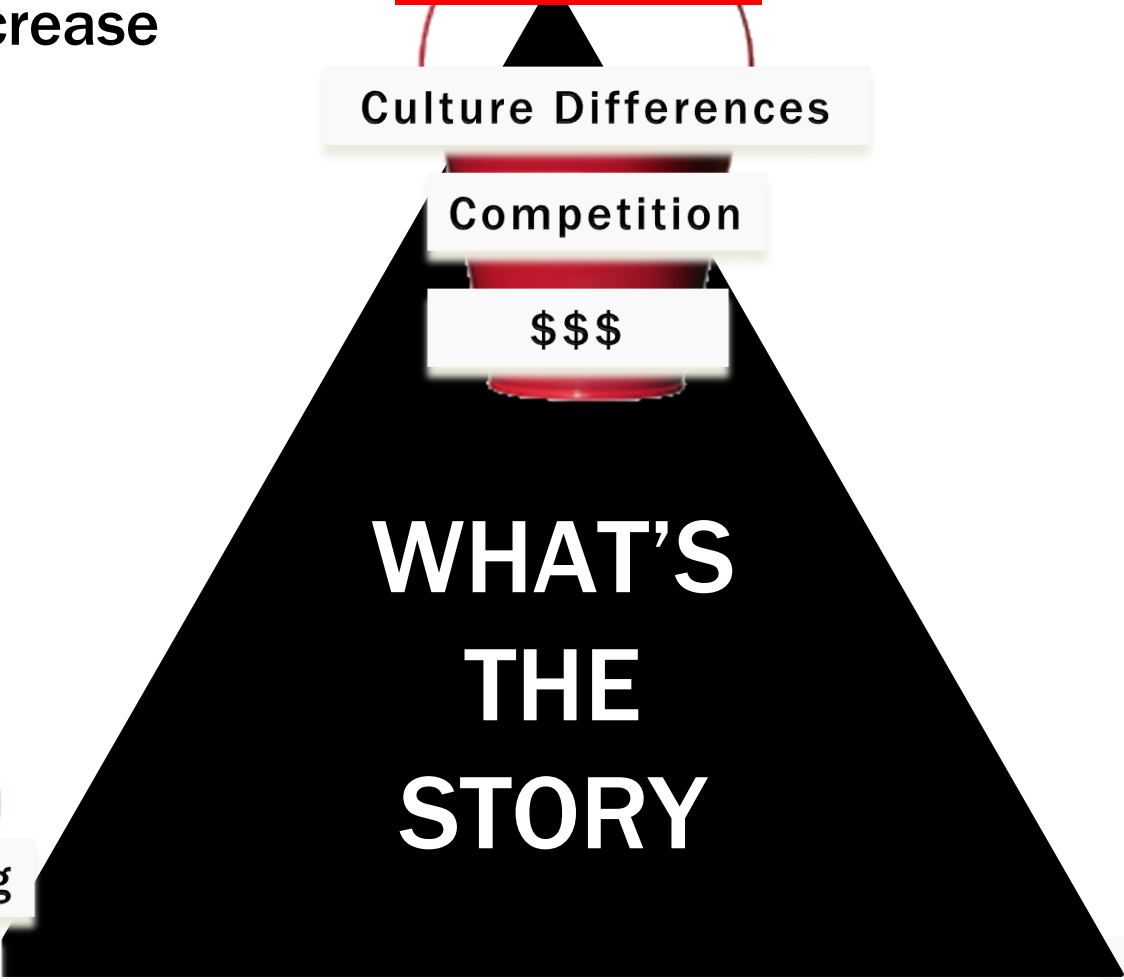 crease
Culture Differences
Competition
$$$
WHAT’S
THE
STORY
g